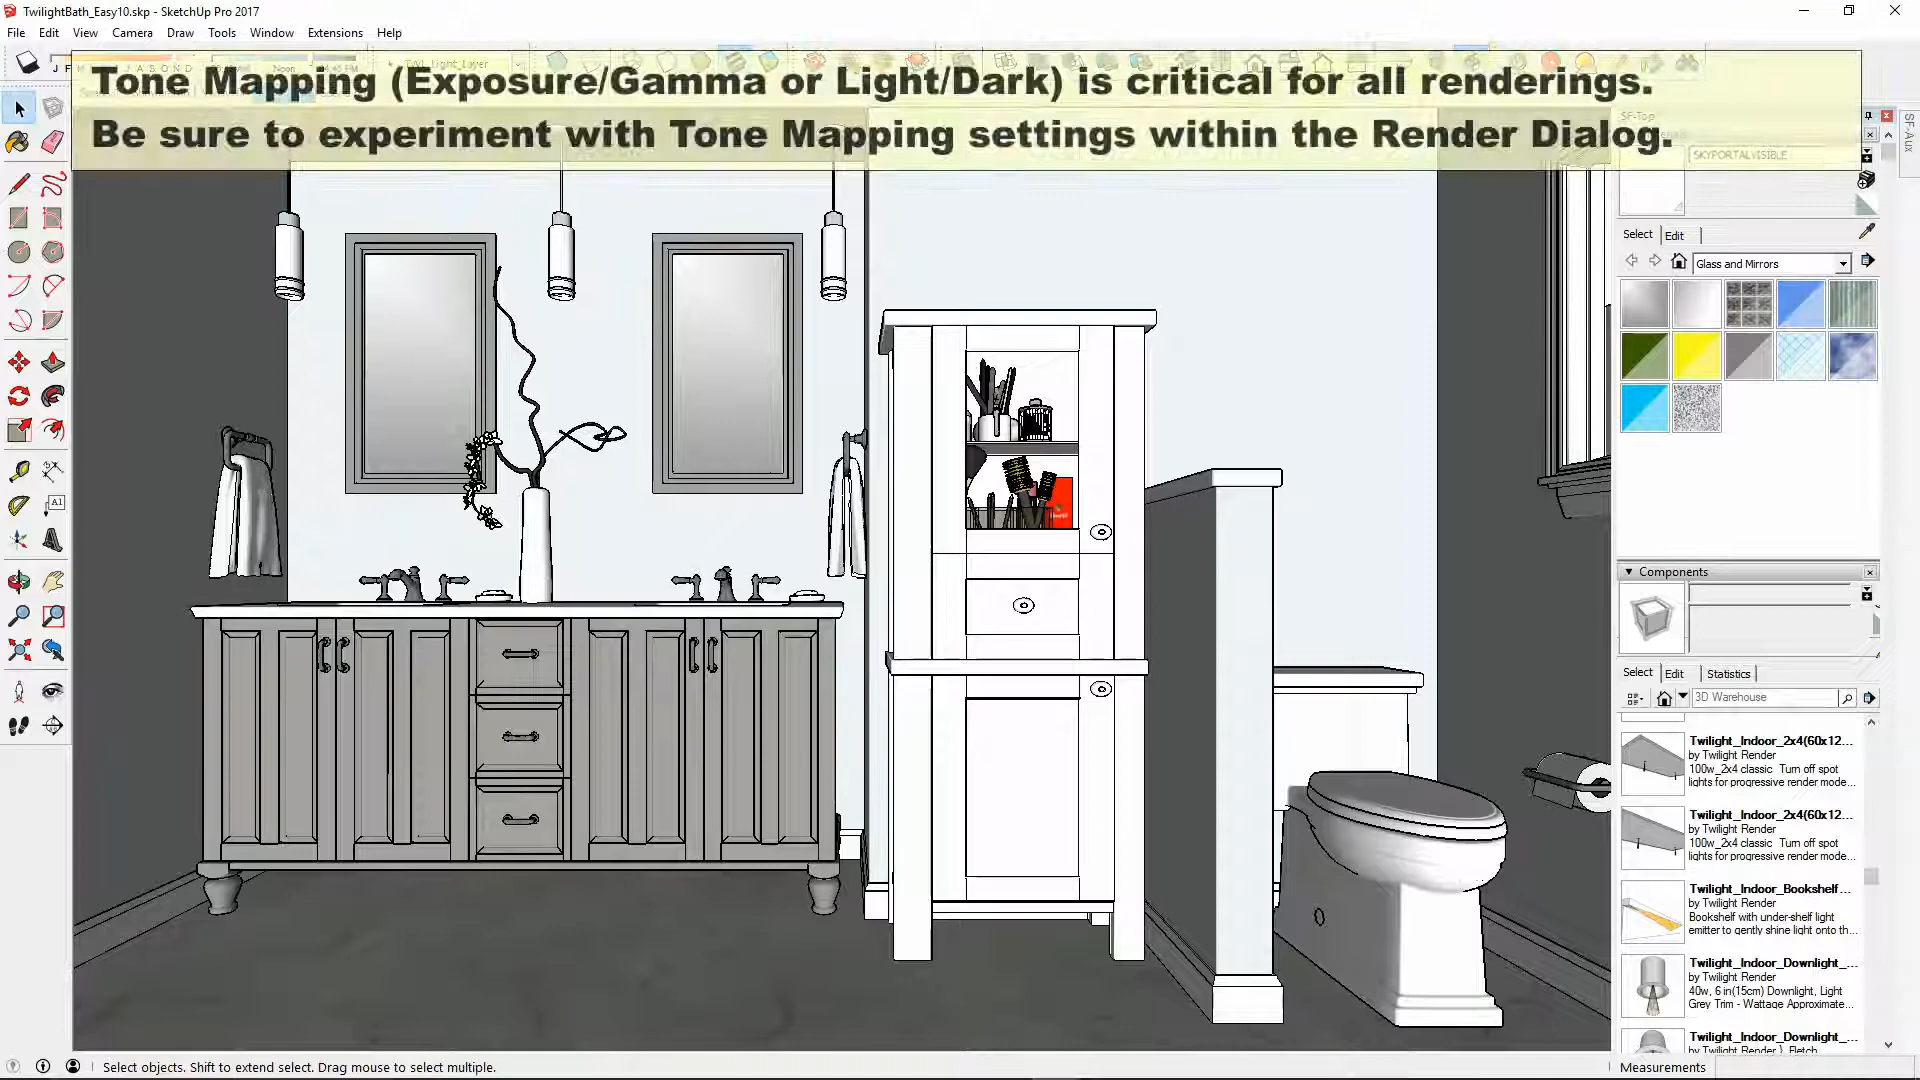 TwilightBath_Easy10.skp - SketchUp Pro 2017
File Edit View Camera Draw Tools Window Extensions Help
Tone Mapping (Exposure/Gamma or Light/Dark) is critical for all renderings.
Be sure to experiment with Tone Mapping settings within the Render Dialog.
SF-Top
SF-Aux
SKYPORTALVISIBLE
Select Edit
Glass and Mirrors
Components
Select Edit Statistics
3D Warehouse
Twilight_Indoor_2x4(60x12...
by Twilight Render
100w_2x4 classic Turn off spot
lights for progressive render mode...
Twilight_Indoor_2x4(60x12...
by Twilight Render
100w_2x4 classic Turn off spot
lights for progressive render mode...
Twilight_Indoor_Bookshelf...
by Twilight Render
Bookshelf with under-shelf light
emitter to gently shine light onto th...
Twilight_Indoor_Downlight_...
by Twilight Render
40w, 6 in(15cm) Downlight, Light
Grey Trim - Wattage Approximate...
Twilight_Indoor_Downlight_...
Select objects. Shift to extend select. Drag mouse to select multiple.
Measurements